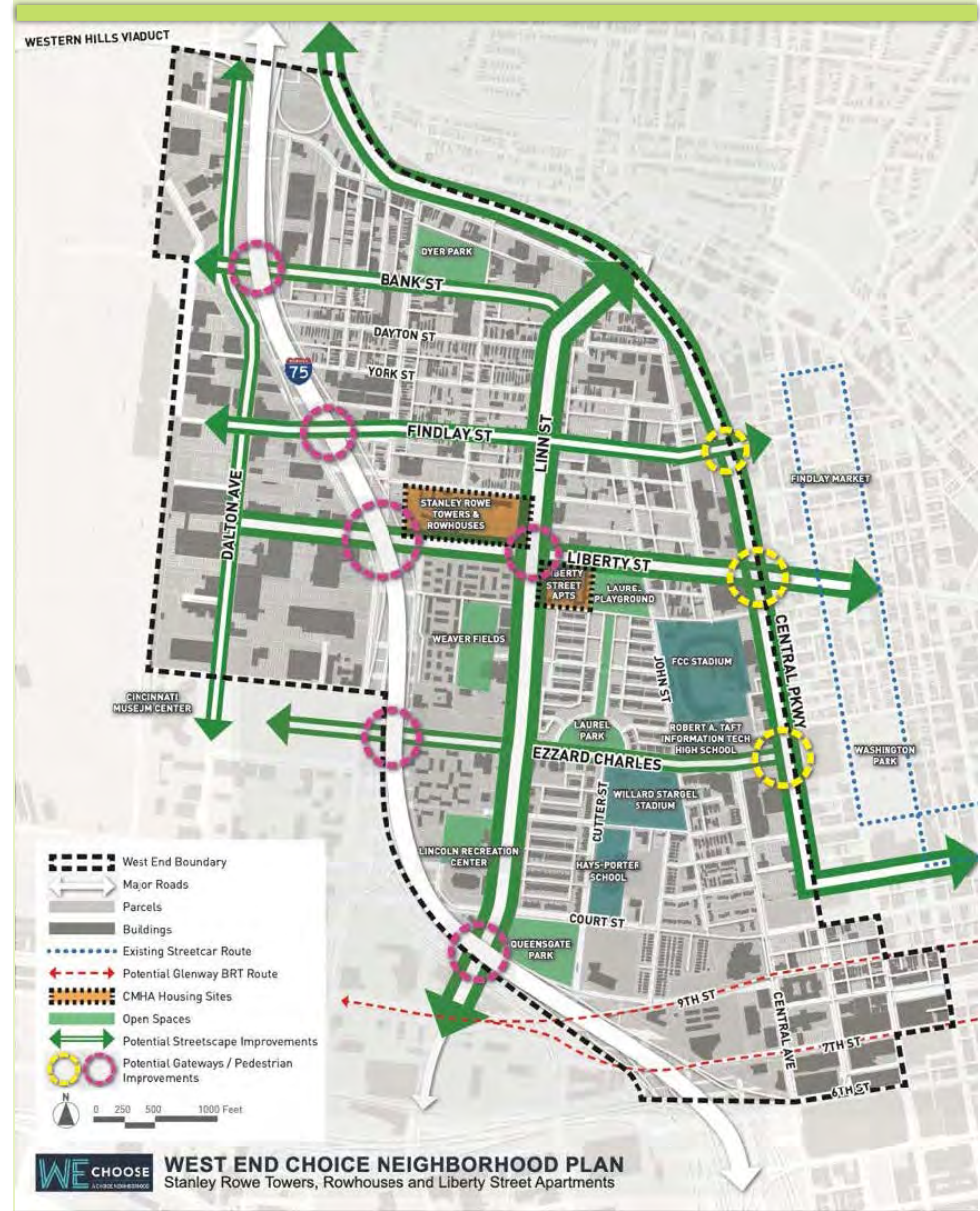 WESTERN HILLS VIADUCT
DYER PARK
BANK ST
DAYTON ST
INTERSTATE
75
YORK ST
FINDLAY ST
LINN ST
FINDLAY MARKET
STANLEY ROWE
TOWERS &
ROWHOUSES
DALTON AVE
LIBERTY ST
LIBERTY
STREET
APTS
LAUREL
PLAYGROUND
WEAVER FIELDS
FCC STADIUM
JOHN ST
CENTRAL PKWY
CINCINNATI
MUSEUM CENTER
LAUREL
PARK
ROBERT A. TAFT
INFORMATION TECH
HIGH SCHOOL
WASHINGTON
PARK
EZZARD CHARLES
WILLARD STARGEL
STADIUM
CUTTER ST
LINCOLN RECREATION
CENTER
HAYS-PORTER
SCHOOL
COURT ST
QUEENSGATE
PARK
9TH ST
CENTRAL AVE
7TH ST
6TH ST
West End Boundary
Major Roads
Parcels
Buildings
Existing Streetcar Route
Potential Glenway BRT Route
CMHA Housing Sites
Open Spaces
Potential Streetscape Improvements
Potential Gateways / Pedestrian
Improvements
N
0 250 500 1000 Feet
WE CHOOSE
A CHOICE NEIGHBORHOOD
WEST END CHOICE NEIGHBORHOOD PLAN
Stanley Rowe Towers, Rowhouses and Liberty Street Apartments